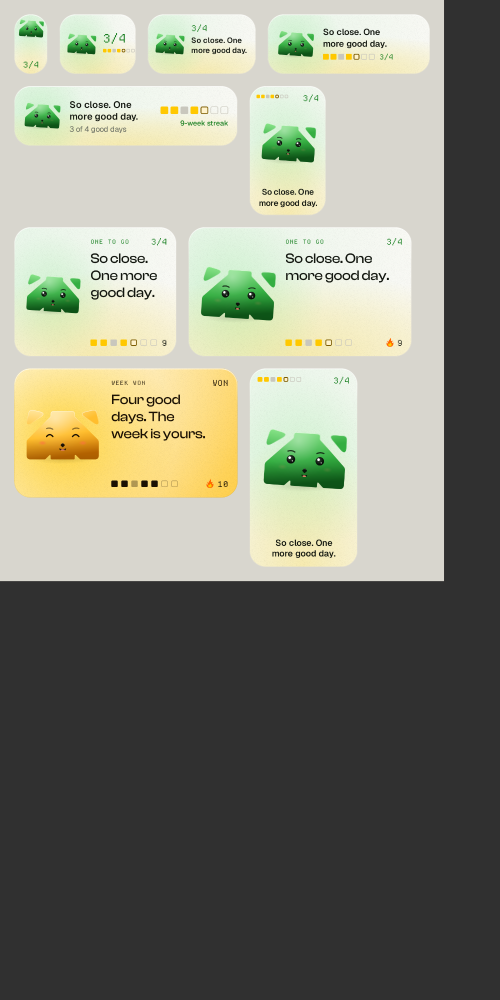 3/4
3/4
3/4
So close. One
more good day.
So close. One
more good day.
3/4
So close. One
more good day.
3 of 4 good days
9-week streak
3/4
So close. One
more good day.
ONE TO GO
3/4
So close.
One more
good day.
9
ONE TO GO
3/4
So close. One
more good day.
9
WEEK WON
WON
Four good
days. The
week is yours.
10
3/4
So close. One
more good day.